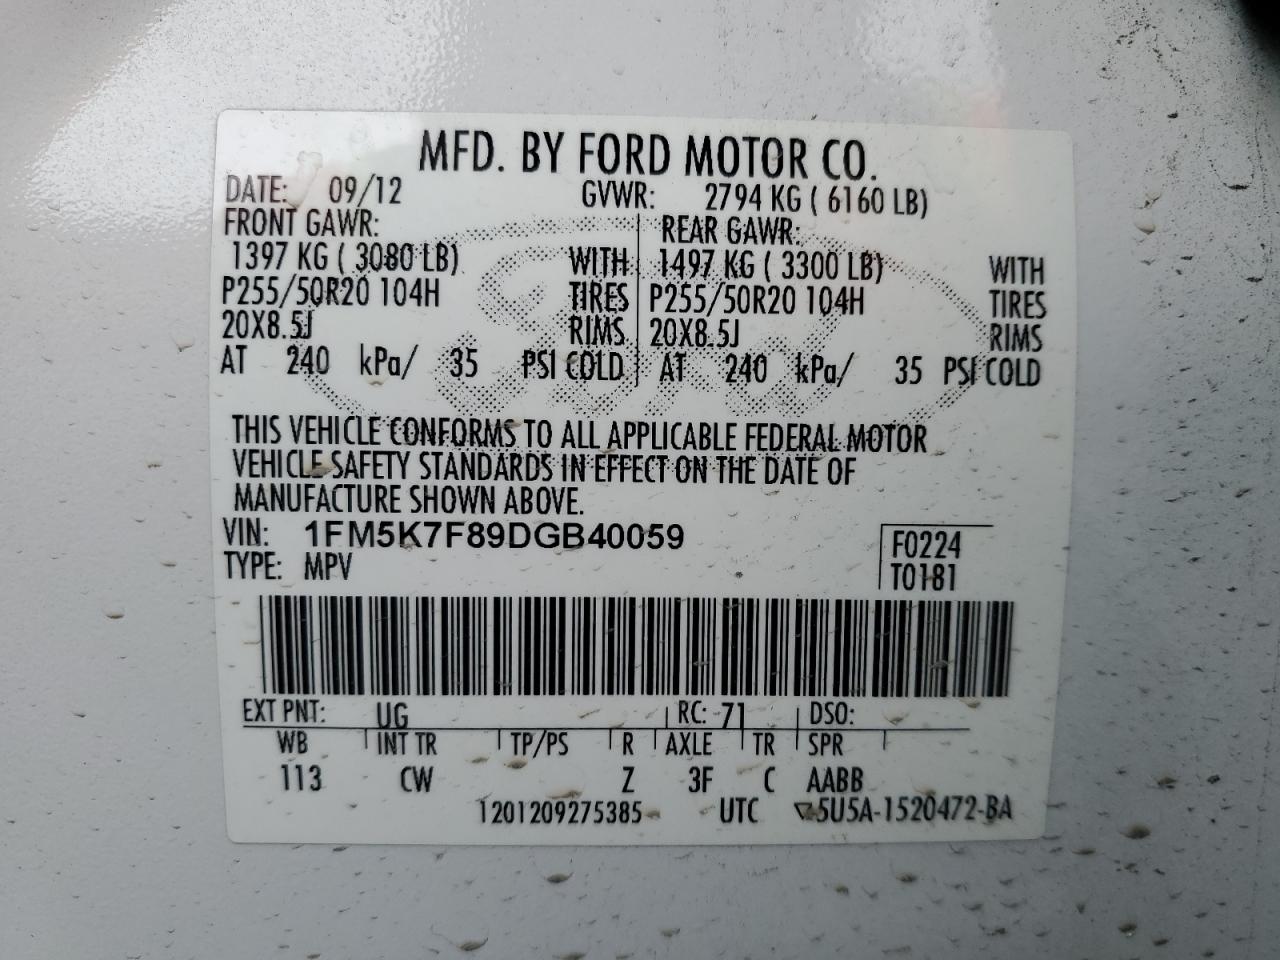 MFD. BY FORD MOTOR CO.
DATE: 09/12 GVWR: 2794 KG ( 6160 LB)
FRONT GAWR: REAR GAWR:
1397 KG ( 3080 LB) WITH 1497 KG ( 3300 LB) WITH
P255/50R20 104H TIRES P255/50R20 104H TIRES
20X8.5J RIMS 20X8.5J RIMS
AT 240 kPa/ 35 PSI COLD AT 240 kPa/ 35 PSI COLD
THIS VEHICLE CONFORMS TO ALL APPLICABLE FEDERAL MOTOR
VEHICLE SAFETY STANDARDS IN EFFECT ON THE DATE OF
MANUFACTURE SHOWN ABOVE.
VIN: 1FM5K7F89DGB40059 F0224
TYPE: MPV T0181
EXT PNT: UG RC: 71 DSO:
WB INT TR TP/PS R AXLE TR SPR
113 CW Z 3F C AABB
1201209275385 UTC 5U5A-1520472-BA
Ford